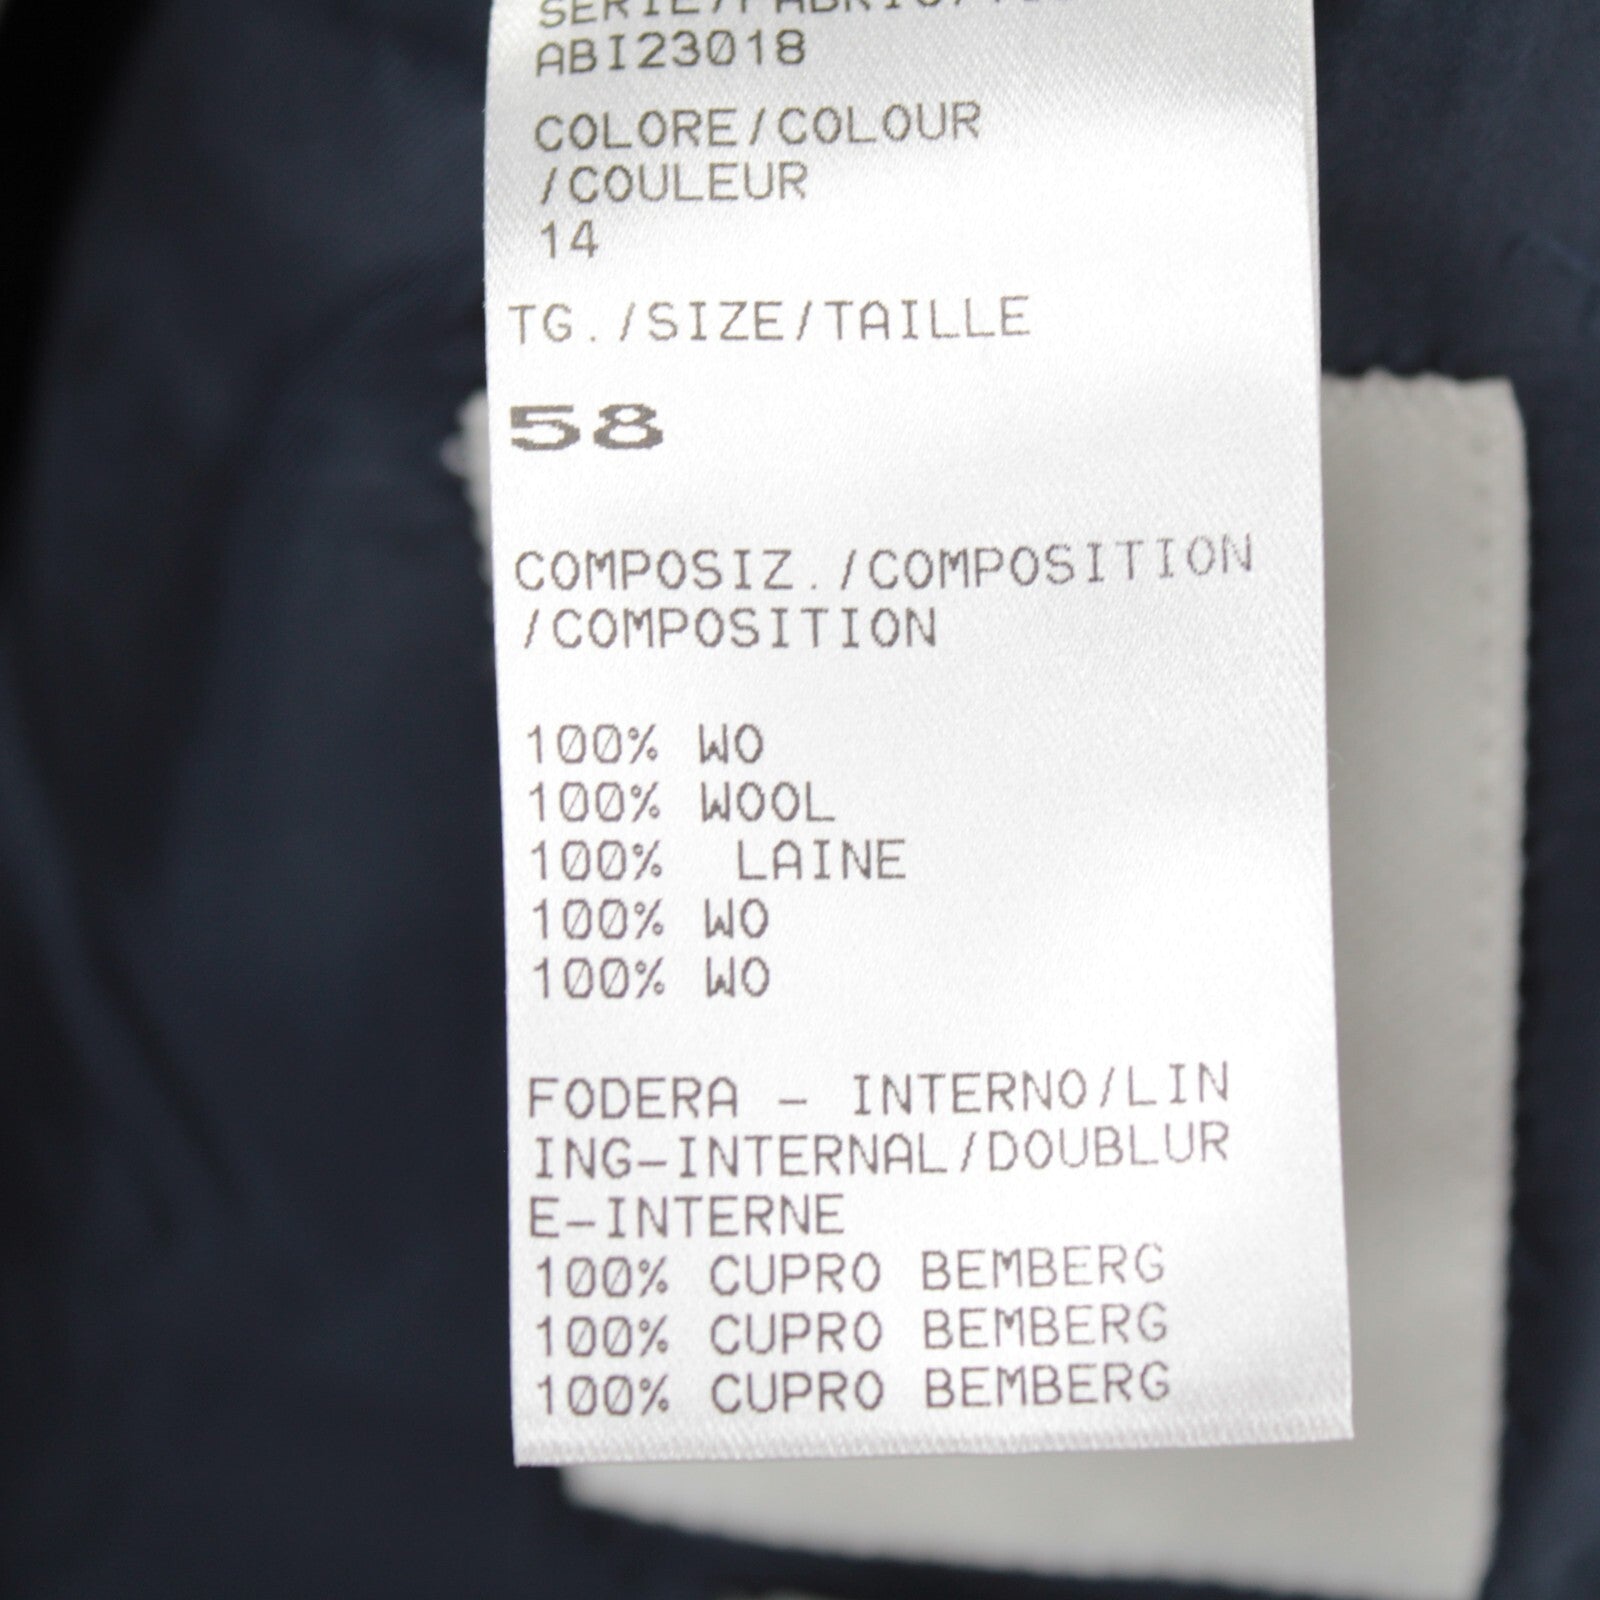 SERIE/FABRIC/
ABI23018
COLORE/COLOUR
/COULEUR
14
TG./SIZE/TAILLE
58
COMPOSIZ./COMPOSITION
/COMPOSITION
100% WO
100% WOOL
100% LAINE
100% WO
100% WO
FODERA - INTERNO/LIN
ING-INTERNAL/DOUBLUR
E-INTERNE
100% CUPRO BEMBERG
100% CUPRO BEMBERG
100% CUPRO BEMBERG